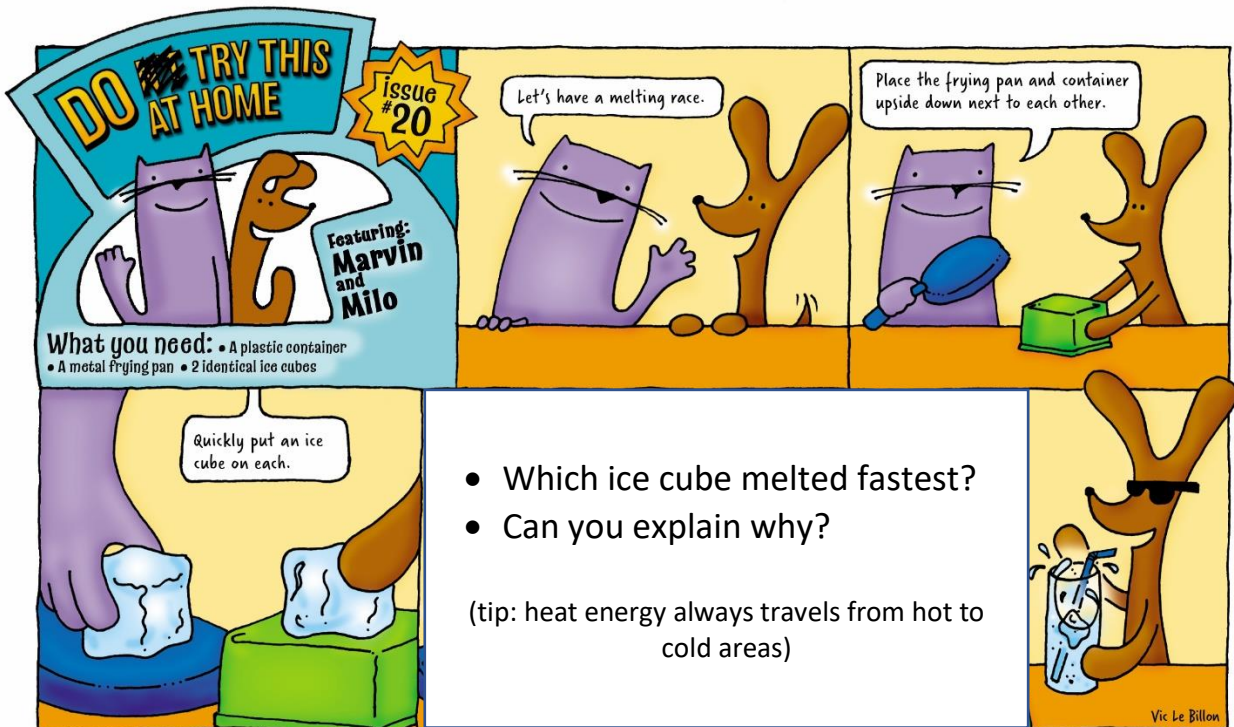 DO TRY THIS
AT HOME
issue
#20
Featuring:
Marvin
and
Milo
What you need: • A plastic container
• A metal frying pan • 2 identical ice cubes
Let's have a melting race.
Place the frying pan and container
upside down next to each other.
Quickly put an ice
cube on each.
• Which ice cube melted fastest?
• Can you explain why?
(tip: heat energy always travels from hot to
cold areas)
Vic Le Billon